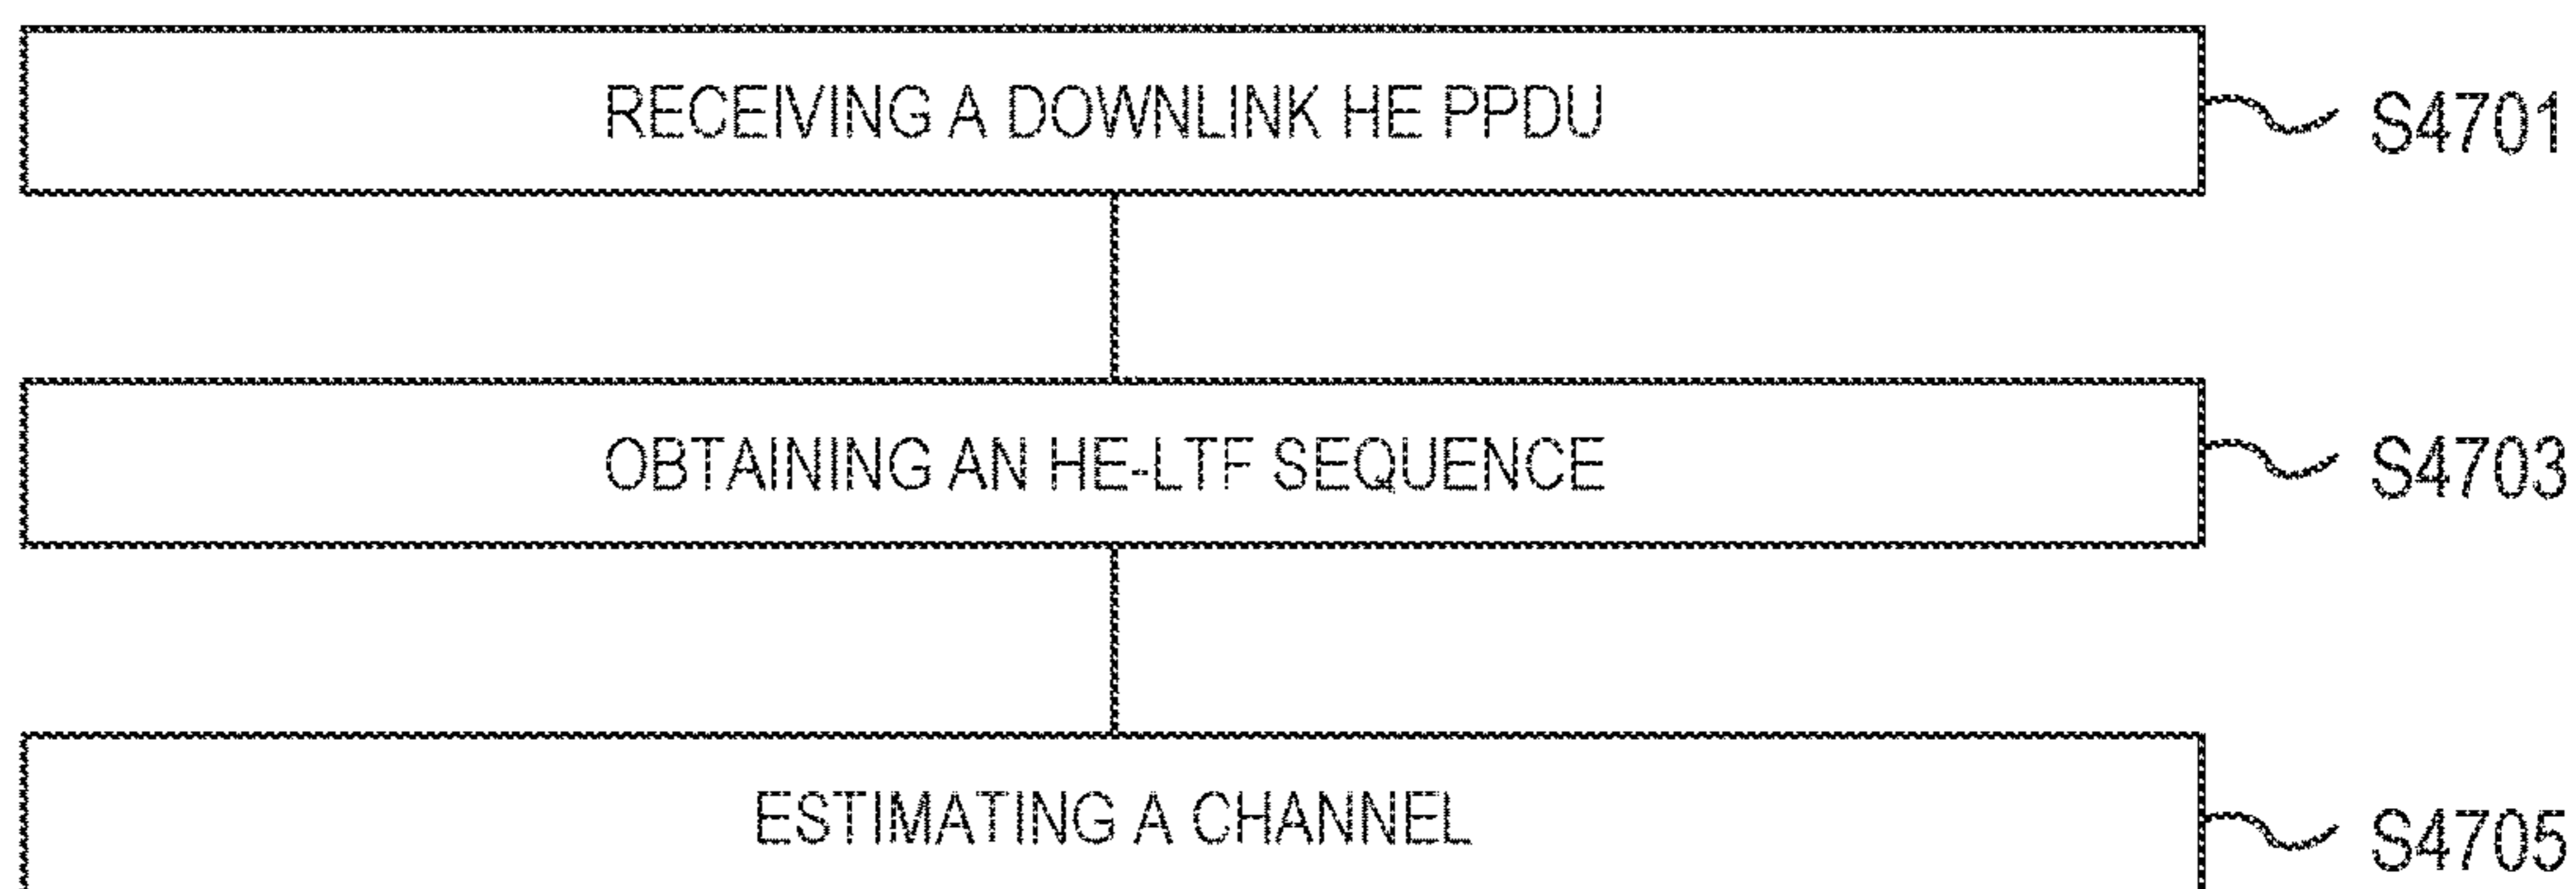 RECEIVING A DOWNLINK HE PPDU S4701
OBTAINING AN HE-LTF SEQUENCE S4703
ESTIMATING A CHANNEL S4705